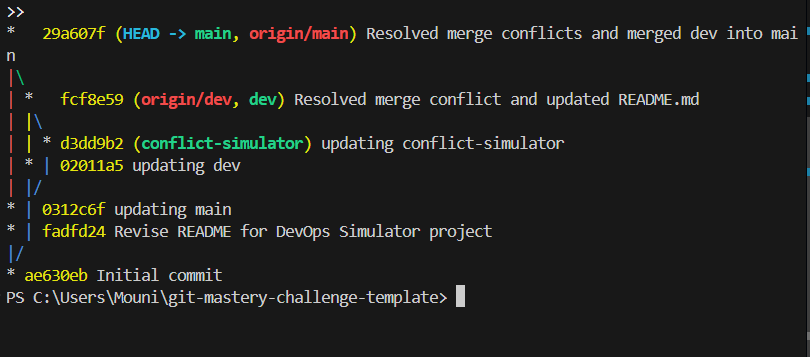 >>
*   29a607f (HEAD -> main, origin/main) Resolved merge conflicts and merged dev into mai
n
|\
| *   fcf8e59 (origin/dev, dev) Resolved merge conflict and updated README.md
| |\
| | * d3dd9b2 (conflict-simulator) updating conflict-simulator
| * | 02011a5 updating dev
| |/
* | 0312c6f updating main
* | fadfd24 Revise README for DevOps Simulator project
|/
* ae630eb Initial commit
PS C:\Users\Mouni\git-mastery-challenge-template>